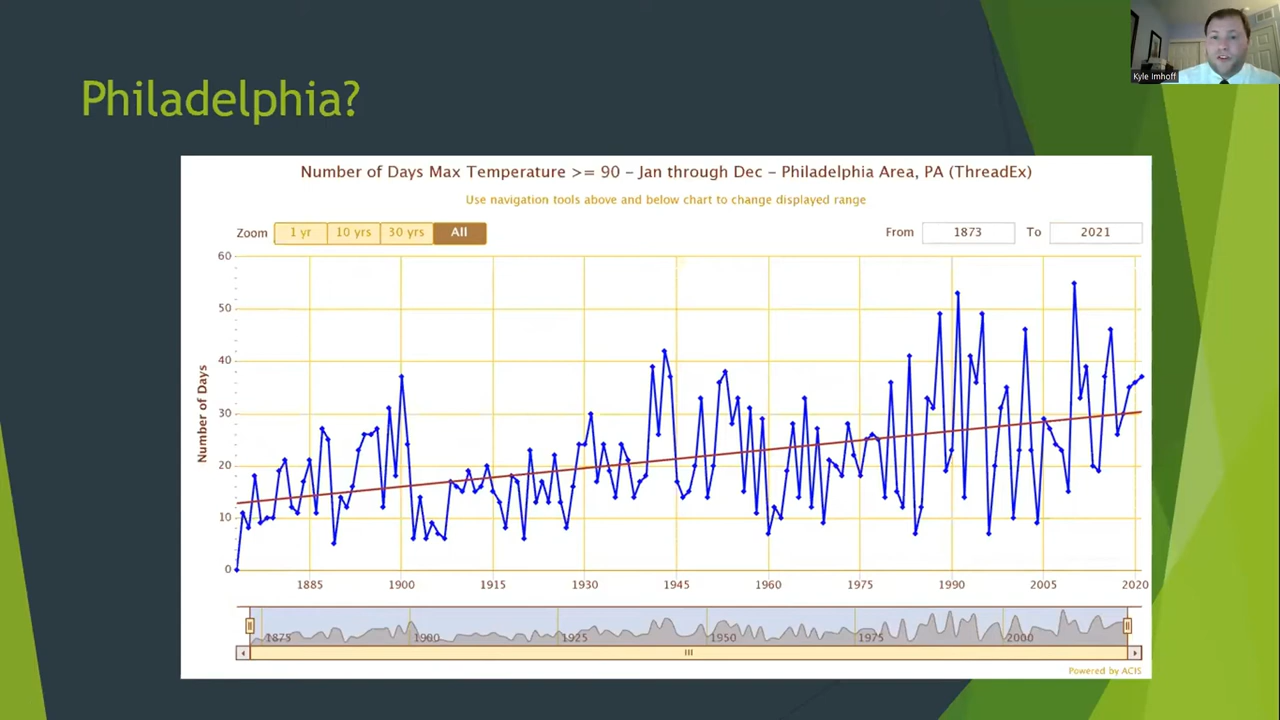 Kyle Imhoff
Philadelphia?
Number of Days Max Temperature >= 90 – Jan through Dec – Philadelphia Area, PA (ThreadEx)
Use navigation tools above and below chart to change displayed range
Zoom 1 yr 10 yrs 30 yrs All From 1873 To 2021
Number of Days
60
50
40
30
20
10
0
1885 1900 1915 1930 1945 1960 1975 1990 2005 2020
1875 1900 1925 1950 1975 2000
Powered by ACIS